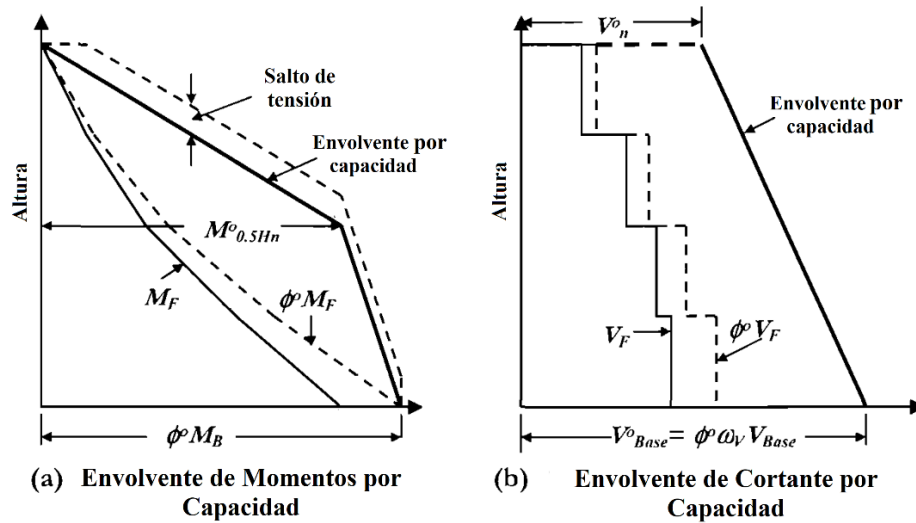 Altura
Salto de
tensión
Envolvente por
capacidad
M°0.5Hn
MF
ϕ°MF
ϕ°MB
(a) Envolvente de Momentos por
Capacidad
Altura
V°n
Envolvente por
capacidad
VF
ϕ°VF
V°Base = ϕ°ωV VBase
(b) Envolvente de Cortante por
Capacidad